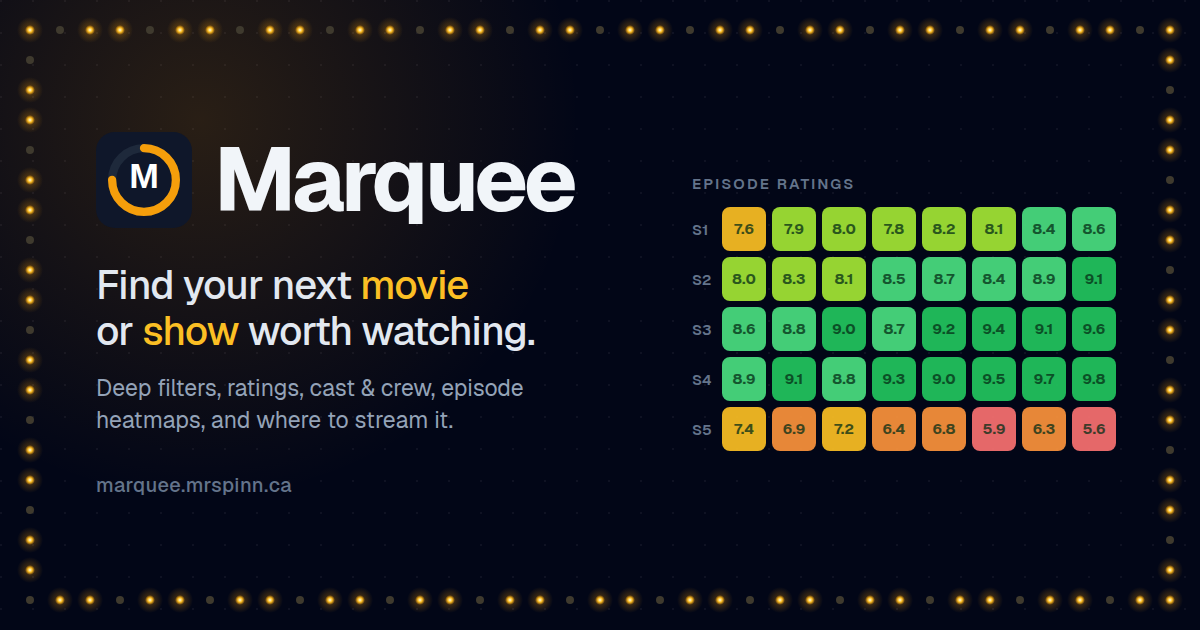 M
Marquee
Find your next movie
or show worth watching.
Deep filters, ratings, cast & crew, episode
heatmaps, and where to stream it.
marquee.mrspinn.ca
EPISODE RATINGS
S1 7.6 7.9 8.0 7.8 8.2 8.1 8.4 8.6
S2 8.0 8.3 8.1 8.5 8.7 8.4 8.9 9.1
S3 8.6 8.8 9.0 8.7 9.2 9.4 9.1 9.6
S4 8.9 9.1 8.8 9.3 9.0 9.5 9.7 9.8
S5 7.4 6.9 7.2 6.4 6.8 5.9 6.3 5.6